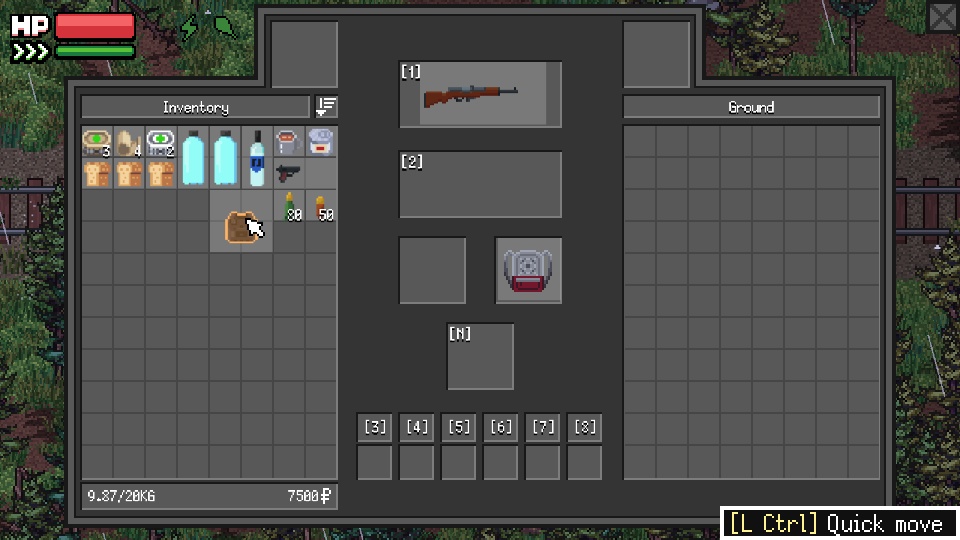 HP
[1]
Inventory
Ground
3
4
2
[2]
30
50
[N]
[3]
[4]
[5]
[6]
[7]
[8]
9.87/20KG
7500₽
[L Ctrl] Quick move